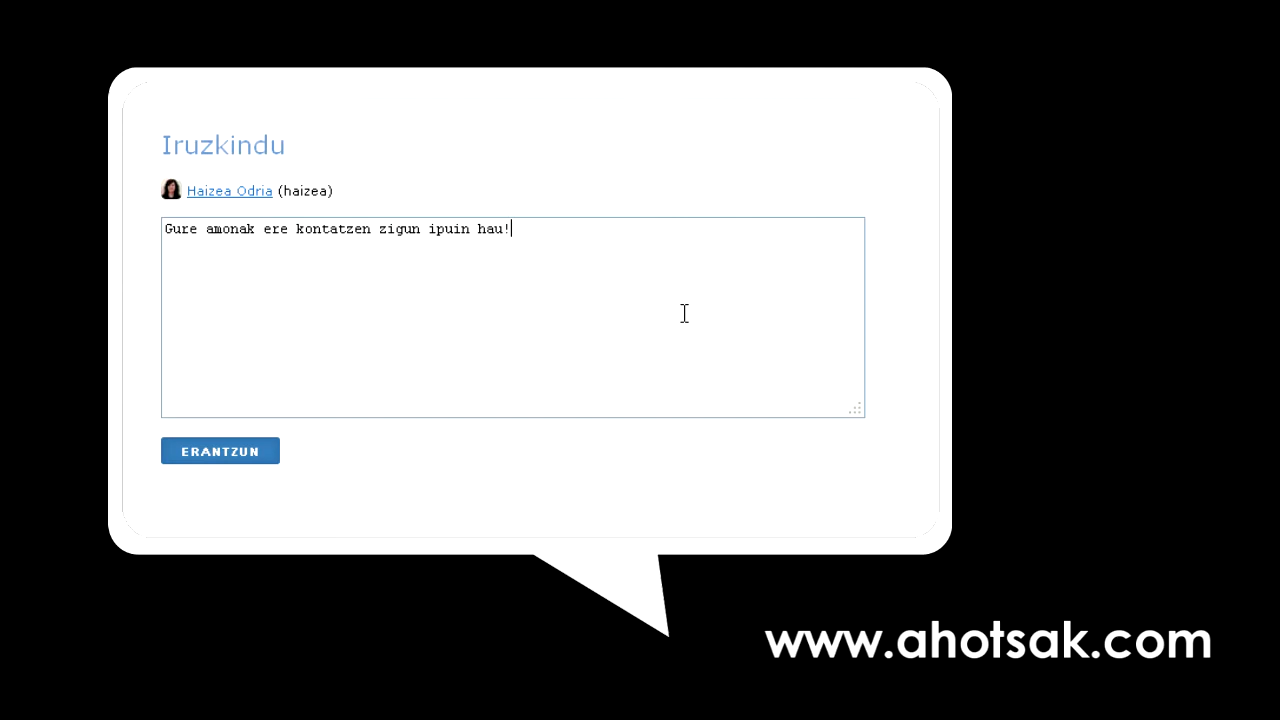 Iruzkindu
Haizea Odria (haizea)
Gure amonak ere kontatzen zigun ipuin hau!
ERANTZUN
www.ahotsak.com